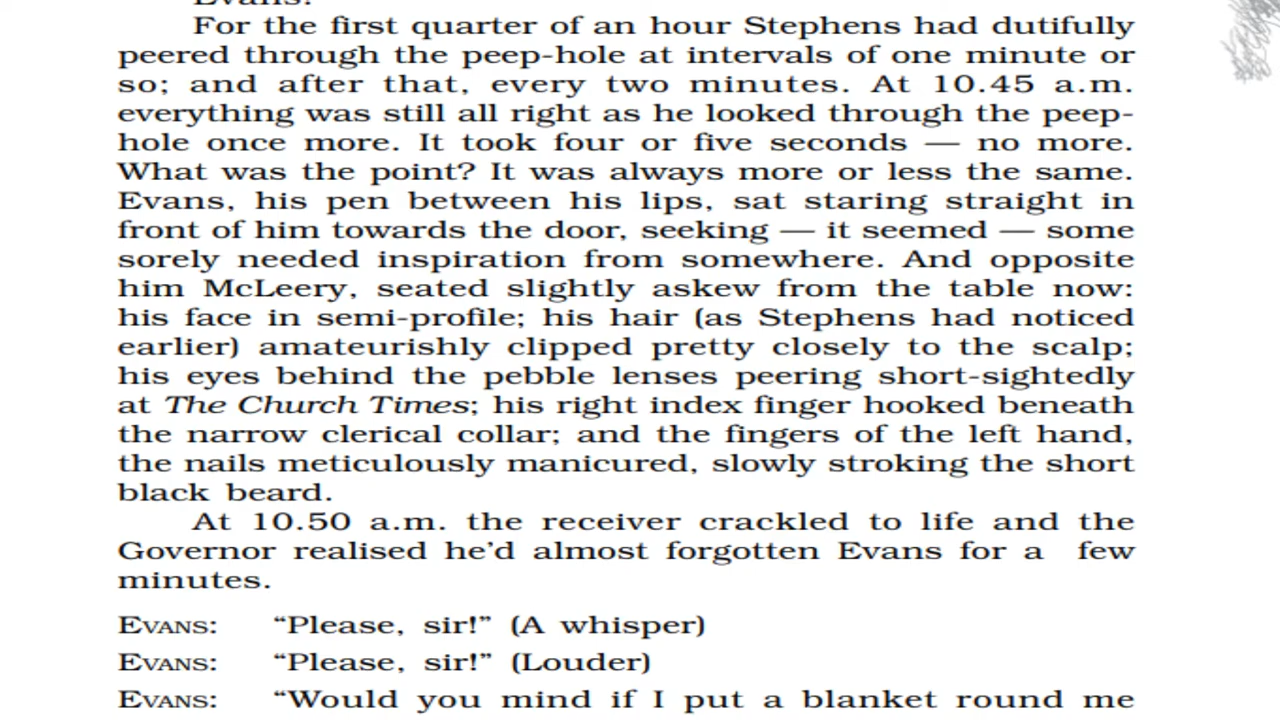 For the first quarter of an hour Stephens had dutifully
peered through the peep-hole at intervals of one minute or
so; and after that, every two minutes. At 10.45 a.m.
everything was still all right as he looked through the peep-
hole once more. It took four or five seconds — no more.
What was the point? It was always more or less the same.
Evans, his pen between his lips, sat staring straight in
front of him towards the door, seeking — it seemed — some
sorely needed inspiration from somewhere. And opposite
him McLeery, seated slightly askew from the table now:
his face in semi-profile; his hair (as Stephens had noticed
earlier) amateurishly clipped pretty closely to the scalp;
his eyes behind the pebble lenses peering short-sightedly
at The Church Times; his right index finger hooked beneath
the narrow clerical collar; and the fingers of the left hand,
the nails meticulously manicured, slowly stroking the short
black beard.
At 10.50 a.m. the receiver crackled to life and the
Governor realised he’d almost forgotten Evans for a few
minutes.
EVANS: “Please, sir!” (A whisper)
EVANS: “Please, sir!” (Louder)
EVANS: “Would you mind if I put a blanket round me